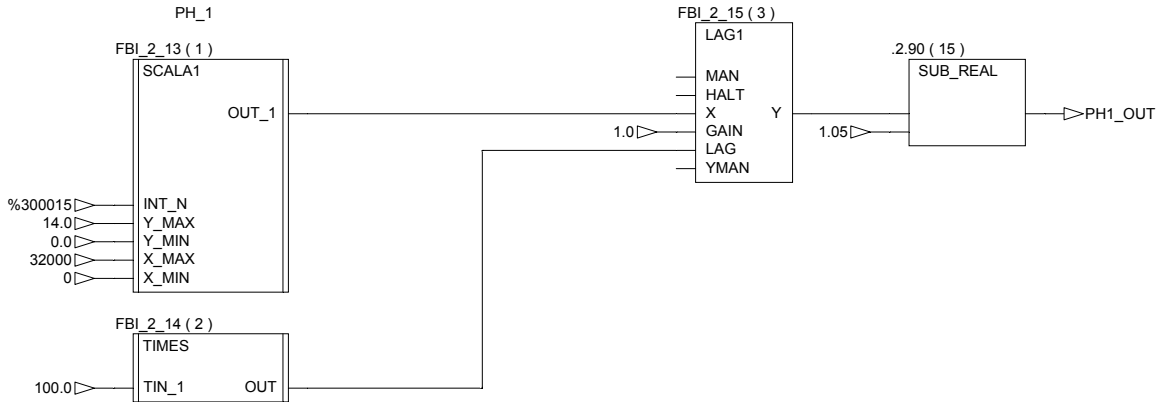 PH_1
FBI_2_13 ( 1 )
SCALA1
OUT_1
%300015 INT_N
14.0 Y_MAX
0.0 Y_MIN
32000 X_MAX
0 X_MIN
FBI_2_14 ( 2 )
TIMES
100.0 TIN_1 OUT
FBI_2_15 ( 3 )
LAG1
MAN
HALT
X Y
1.0 GAIN
LAG
YMAN
.2.90 ( 15 )
SUB_REAL
PH1_OUT
1.05